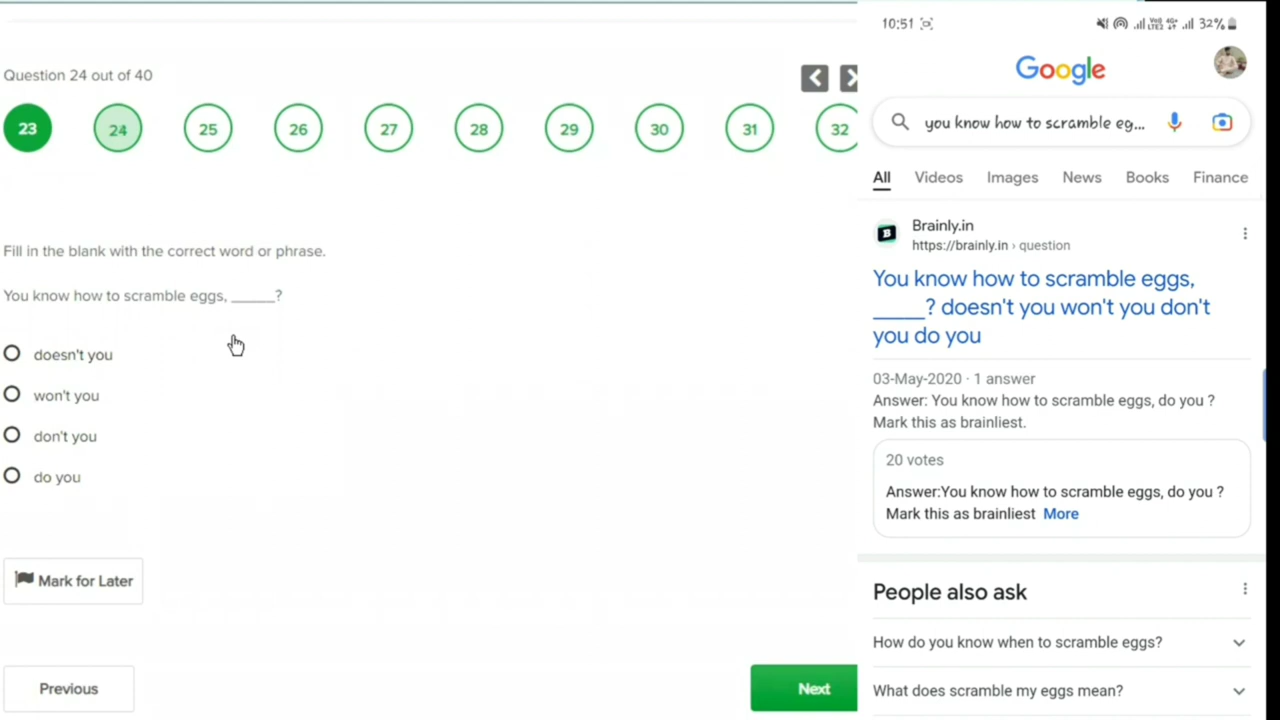 Question 24 out of 40
23 24 25 26 27 28 29 30 31 32
Fill in the blank with the correct word or phrase.
You know how to scramble eggs, ______?
doesn't you
won't you
don't you
do you
Mark for Later
Previous
Next
10:51
VoD 4G+
LTE2
32%
Google
you know how to scramble eg...
All Videos Images News Books Finance
Brainly.in
https://brainly.in › question
You know how to scramble eggs,
_____? doesn't you won't you don't
you do you
03-May-2020 · 1 answer
Answer: You know how to scramble eggs, do you ?
Mark this as brainliest.
20 votes
Answer:You know how to scramble eggs, do you ?
Mark this as brainliest More
People also ask
How do you know when to scramble eggs?
What does scramble my eggs mean?